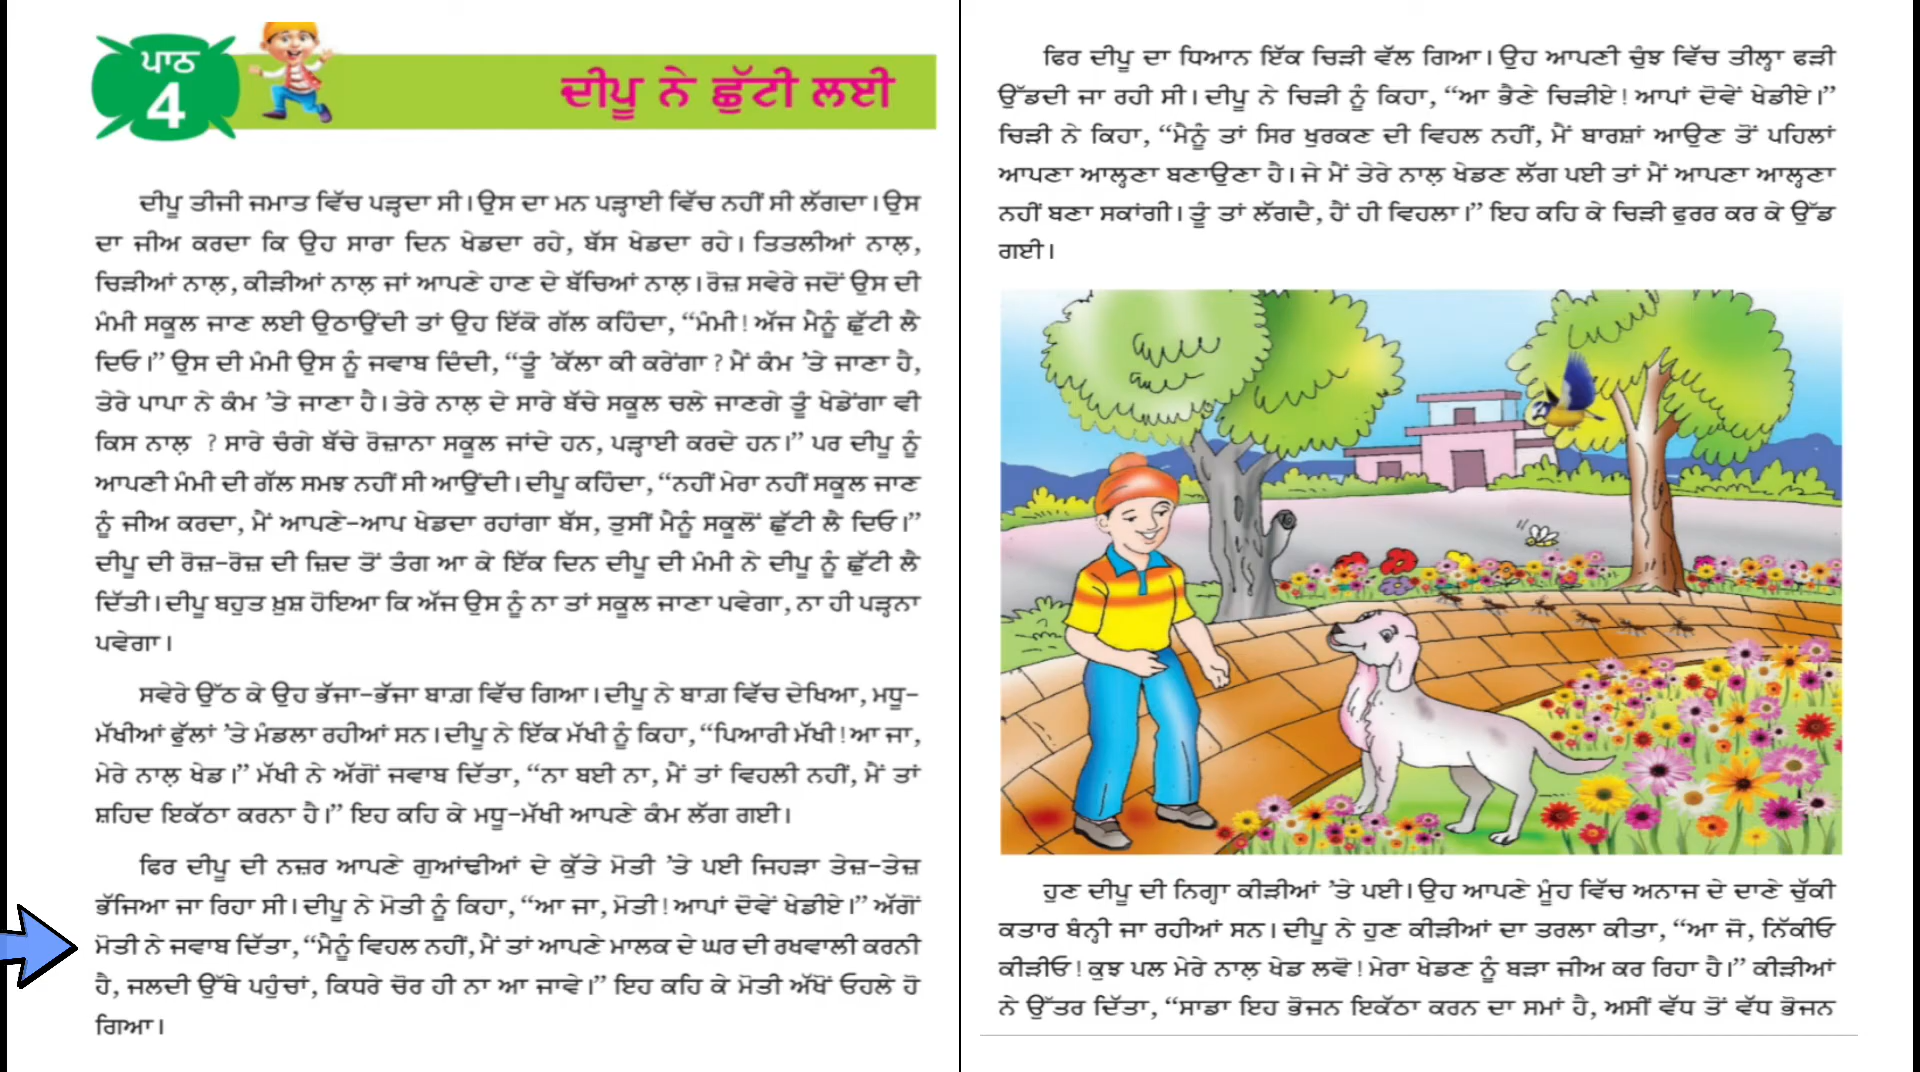 ਪਾਠ
4
ਦੀਪੂ ਨੇ ਛੁੱਟੀ ਲਈ
ਦੀਪੂ ਤੀਜੀ ਜਮਾਤ ਵਿੱਚ ਪੜ੍ਹਦਾ ਸੀ। ਉਸ ਦਾ ਮਨ ਪੜ੍ਹਾਈ ਵਿੱਚ ਨਹੀਂ ਸੀ ਲੱਗਦਾ। ਉਸ
ਦਾ ਜੀਅ ਕਰਦਾ ਕਿ ਉਹ ਸਾਰਾ ਦਿਨ ਖੇਡਦਾ ਰਹੇ, ਬੱਸ ਖੇਡਦਾ ਰਹੇ। ਤਿਤਲੀਆਂ ਨਾਲ਼,
ਚਿੜੀਆਂ ਨਾਲ਼, ਕੀੜੀਆਂ ਨਾਲ਼ ਜਾਂ ਆਪਣੇ ਹਾਣ ਦੇ ਬੱਚਿਆਂ ਨਾਲ਼। ਰੋਜ਼ ਸਵੇਰੇ ਜਦੋਂ ਉਸ ਦੀ
ਮੰਮੀ ਸਕੂਲ ਜਾਣ ਲਈ ਉਠਾਉਂਦੀ ਤਾਂ ਉਹ ਇੱਕੋ ਗੱਲ ਕਹਿੰਦਾ, “ਮੰਮੀ! ਅੱਜ ਮੈਨੂੰ ਛੁੱਟੀ ਲੈ
ਦਿਓ।” ਉਸ ਦੀ ਮੰਮੀ ਉਸ ਨੂੰ ਜਵਾਬ ਦਿੰਦੀ, “ਤੂੰ ’ਕੱਲਾ ਕੀ ਕਰੇਂਗਾ ? ਮੈਂ ਕੰਮ ’ਤੇ ਜਾਣਾ ਹੈ,
ਤੇਰੇ ਪਾਪਾ ਨੇ ਕੰਮ ’ਤੇ ਜਾਣਾ ਹੈ। ਤੇਰੇ ਨਾਲ਼ ਦੇ ਸਾਰੇ ਬੱਚੇ ਸਕੂਲ ਚਲੇ ਜਾਣਗੇ ਤੂੰ ਖੇਡੇਂਗਾ ਵੀ
ਕਿਸ ਨਾਲ਼ ? ਸਾਰੇ ਚੰਗੇ ਬੱਚੇ ਰੋਜ਼ਾਨਾ ਸਕੂਲ ਜਾਂਦੇ ਹਨ, ਪੜ੍ਹਾਈ ਕਰਦੇ ਹਨ।” ਪਰ ਦੀਪੂ ਨੂੰ
ਆਪਣੀ ਮੰਮੀ ਦੀ ਗੱਲ ਸਮਝ ਨਹੀਂ ਸੀ ਆਉਂਦੀ। ਦੀਪੂ ਕਹਿੰਦਾ, “ਨਹੀਂ ਮੇਰਾ ਨਹੀਂ ਸਕੂਲ ਜਾਣ
ਨੂੰ ਜੀਅ ਕਰਦਾ, ਮੈਂ ਆਪਣੇ-ਆਪ ਖੇਡਦਾ ਰਹਾਂਗਾ ਬੱਸ, ਤੁਸੀਂ ਮੈਨੂੰ ਸਕੂਲੋਂ ਛੁੱਟੀ ਲੈ ਦਿਓ।”
ਦੀਪੂ ਦੀ ਰੋਜ਼-ਰੋਜ਼ ਦੀ ਜ਼ਿਦ ਤੋਂ ਤੰਗ ਆ ਕੇ ਇੱਕ ਦਿਨ ਦੀਪੂ ਦੀ ਮੰਮੀ ਨੇ ਦੀਪੂ ਨੂੰ ਛੁੱਟੀ ਲੈ
ਦਿੱਤੀ। ਦੀਪੂ ਬਹੁਤ ਖ਼ੁਸ਼ ਹੋਇਆ ਕਿ ਅੱਜ ਉਸ ਨੂੰ ਨਾ ਤਾਂ ਸਕੂਲ ਜਾਣਾ ਪਵੇਗਾ, ਨਾ ਹੀ ਪੜ੍ਹਨਾ
ਪਵੇਗਾ।
ਸਵੇਰੇ ਉੱਠ ਕੇ ਉਹ ਭੱਜਾ-ਭੱਜਾ ਬਾਗ਼ ਵਿੱਚ ਗਿਆ। ਦੀਪੂ ਨੇ ਬਾਗ਼ ਵਿੱਚ ਦੇਖਿਆ, ਮਧੂ-
ਮੱਖੀਆਂ ਫੁੱਲਾਂ ’ਤੇ ਮੰਡਲਾ ਰਹੀਆਂ ਸਨ। ਦੀਪੂ ਨੇ ਇੱਕ ਮੱਖੀ ਨੂੰ ਕਿਹਾ, “ਪਿਆਰੀ ਮੱਖੀ! ਆ ਜਾ,
ਮੇਰੇ ਨਾਲ਼ ਖੇਡ।” ਮੱਖੀ ਨੇ ਅੱਗੋਂ ਜਵਾਬ ਦਿੱਤਾ, “ਨਾ ਬਈ ਨਾ, ਮੈਂ ਤਾਂ ਵਿਹਲੀ ਨਹੀਂ, ਮੈਂ ਤਾਂ
ਸ਼ਹਿਦ ਇਕੱਠਾ ਕਰਨਾ ਹੈ।” ਇਹ ਕਹਿ ਕੇ ਮਧੂ-ਮੱਖੀ ਆਪਣੇ ਕੰਮ ਲੱਗ ਗਈ।
ਫਿਰ ਦੀਪੂ ਦੀ ਨਜ਼ਰ ਆਪਣੇ ਗੁਆਂਢੀਆਂ ਦੇ ਕੁੱਤੇ ਮੋਤੀ ’ਤੇ ਪਈ ਜਿਹੜਾ ਤੇਜ਼-ਤੇਜ਼
ਭੱਜਿਆ ਜਾ ਰਿਹਾ ਸੀ। ਦੀਪੂ ਨੇ ਮੋਤੀ ਨੂੰ ਕਿਹਾ, “ਆ ਜਾ, ਮੋਤੀ! ਆਪਾਂ ਦੋਵੇਂ ਖੇਡੀਏ।” ਅੱਗੋਂ
ਮੋਤੀ ਨੇ ਜਵਾਬ ਦਿੱਤਾ, “ਮੈਨੂੰ ਵਿਹਲ ਨਹੀਂ, ਮੈਂ ਤਾਂ ਆਪਣੇ ਮਾਲਕ ਦੇ ਘਰ ਦੀ ਰਖਵਾਲੀ ਕਰਨੀ
ਹੈ, ਜਲਦੀ ਉੱਥੇ ਪਹੁੰਚਾਂ, ਕਿਧਰੇ ਚੋਰ ਹੀ ਨਾ ਆ ਜਾਵੇ।” ਇਹ ਕਹਿ ਕੇ ਮੋਤੀ ਅੱਖੋਂ ਓਹਲੇ ਹੋ
ਗਿਆ।
ਫਿਰ ਦੀਪੂ ਦਾ ਧਿਆਨ ਇੱਕ ਚਿੜੀ ਵੱਲ ਗਿਆ। ਉਹ ਆਪਣੀ ਚੁੰਝ ਵਿੱਚ ਤੀਲ੍ਹਾ ਫੜੀ
ਉੱਡਦੀ ਜਾ ਰਹੀ ਸੀ। ਦੀਪੂ ਨੇ ਚਿੜੀ ਨੂੰ ਕਿਹਾ, “ਆ ਭੈਣੇ ਚਿੜੀਏ! ਆਪਾਂ ਦੋਵੇਂ ਖੇਡੀਏ।”
ਚਿੜੀ ਨੇ ਕਿਹਾ, “ਮੈਨੂੰ ਤਾਂ ਸਿਰ ਖੁਰਕਣ ਦੀ ਵਿਹਲ ਨਹੀਂ, ਮੈਂ ਬਾਰਸ਼ਾਂ ਆਉਣ ਤੋਂ ਪਹਿਲਾਂ
ਆਪਣਾ ਆਲ੍ਹਣਾ ਬਣਾਉਣਾ ਹੈ। ਜੇ ਮੈਂ ਤੇਰੇ ਨਾਲ਼ ਖੇਡਣ ਲੱਗ ਪਈ ਤਾਂ ਮੈਂ ਆਪਣਾ ਆਲ੍ਹਣਾ
ਨਹੀਂ ਬਣਾ ਸਕਾਂਗੀ। ਤੂੰ ਤਾਂ ਲੱਗਦੈ, ਹੈਂ ਹੀ ਵਿਹਲਾ।” ਇਹ ਕਹਿ ਕੇ ਚਿੜੀ ਫੁਰਰ ਕਰ ਕੇ ਉੱਡ
ਗਈ।
ਹੁਣ ਦੀਪੂ ਦੀ ਨਿਗ੍ਹਾ ਕੀੜੀਆਂ ’ਤੇ ਪਈ। ਉਹ ਆਪਣੇ ਮੂੰਹ ਵਿੱਚ ਅਨਾਜ ਦੇ ਦਾਣੇ ਚੁੱਕੀ
ਕਤਾਰ ਬੰਨ੍ਹੀ ਜਾ ਰਹੀਆਂ ਸਨ। ਦੀਪੂ ਨੇ ਹੁਣ ਕੀੜੀਆਂ ਦਾ ਤਰਲਾ ਕੀਤਾ, “ਆ ਜੋ, ਨਿੱਕੀਓ
ਕੀੜੀਓ! ਕੁਝ ਪਲ ਮੇਰੇ ਨਾਲ਼ ਖੇਡ ਲਵੋ! ਮੇਰਾ ਖੇਡਣ ਨੂੰ ਬੜਾ ਜੀਅ ਕਰ ਰਿਹਾ ਹੈ।” ਕੀੜੀਆਂ
ਨੇ ਉੱਤਰ ਦਿੱਤਾ, “ਸਾਡਾ ਇਹ ਭੋਜਨ ਇਕੱਠਾ ਕਰਨ ਦਾ ਸਮਾਂ ਹੈ, ਅਸੀਂ ਵੱਧ ਤੋਂ ਵੱਧ ਭੋਜਨ